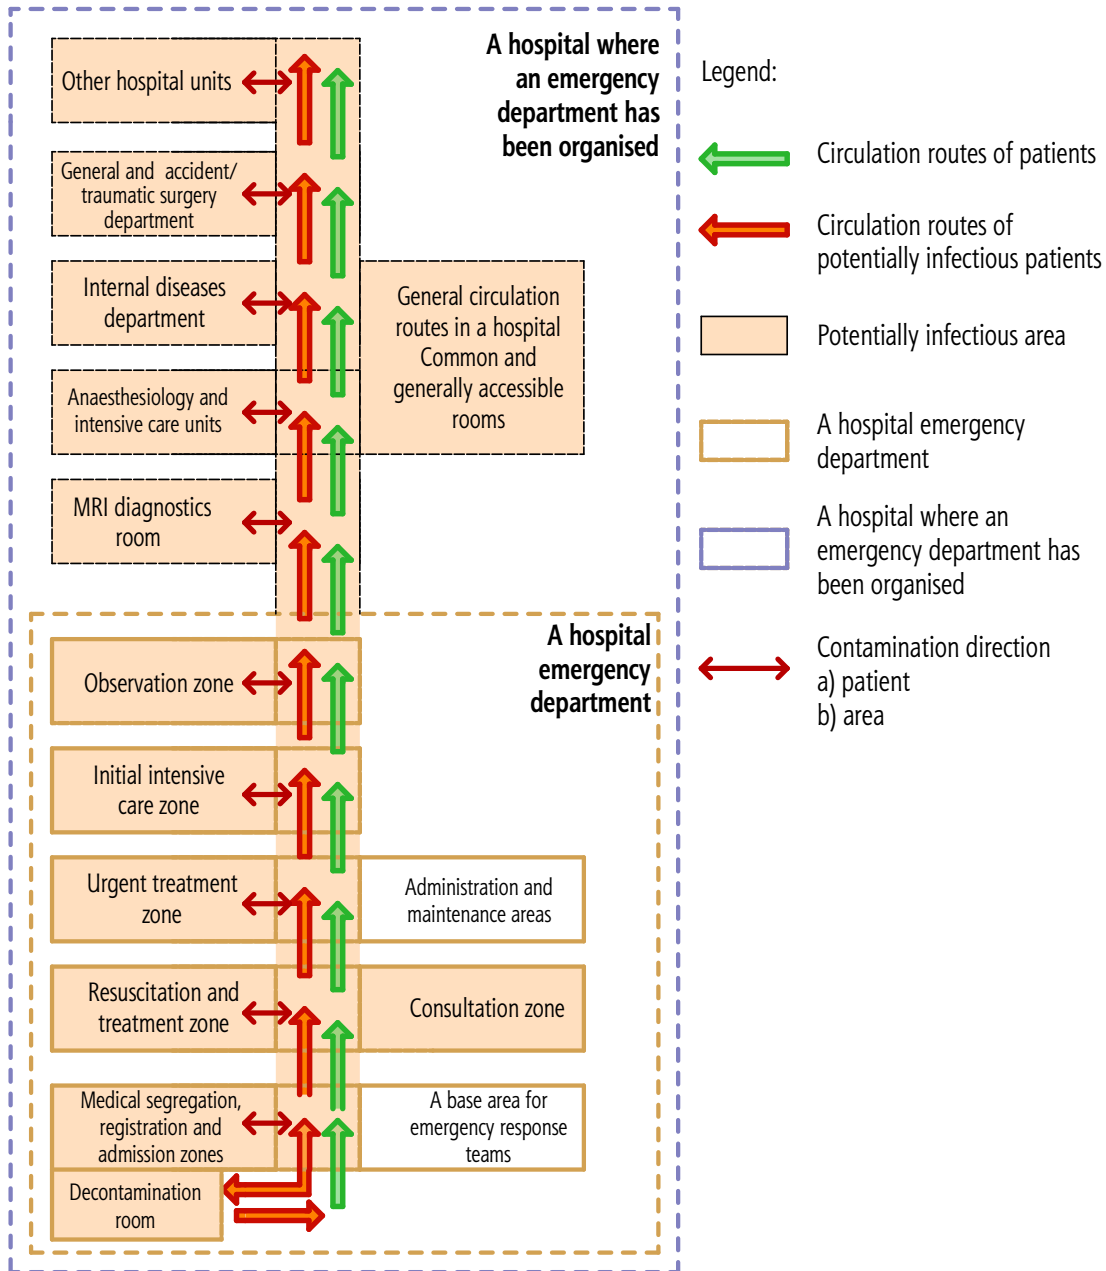 A hospital where
an emergency
department has
been organised
Other hospital units
General and accident/
traumatic surgery
department
Internal diseases
department
General circulation
routes in a hospital
Common and
generally accessible
rooms
Anaesthesiology and
intensive care units
MRI diagnostics
room
A hospital
emergency
department
Observation zone
Initial intensive
care zone
Urgent treatment
zone
Administration and
maintenance areas
Resuscitation and
treatment zone
Consultation zone
Medical segregation,
registration and
admission zones
A base area for
emergency response
teams
Decontamination
room
Legend:
Circulation routes of patients
Circulation routes of
potentially infectious patients
Potentially infectious area
A hospital emergency
department
A hospital where an
emergency department has
been organised
Contamination direction
a) patient
b) area